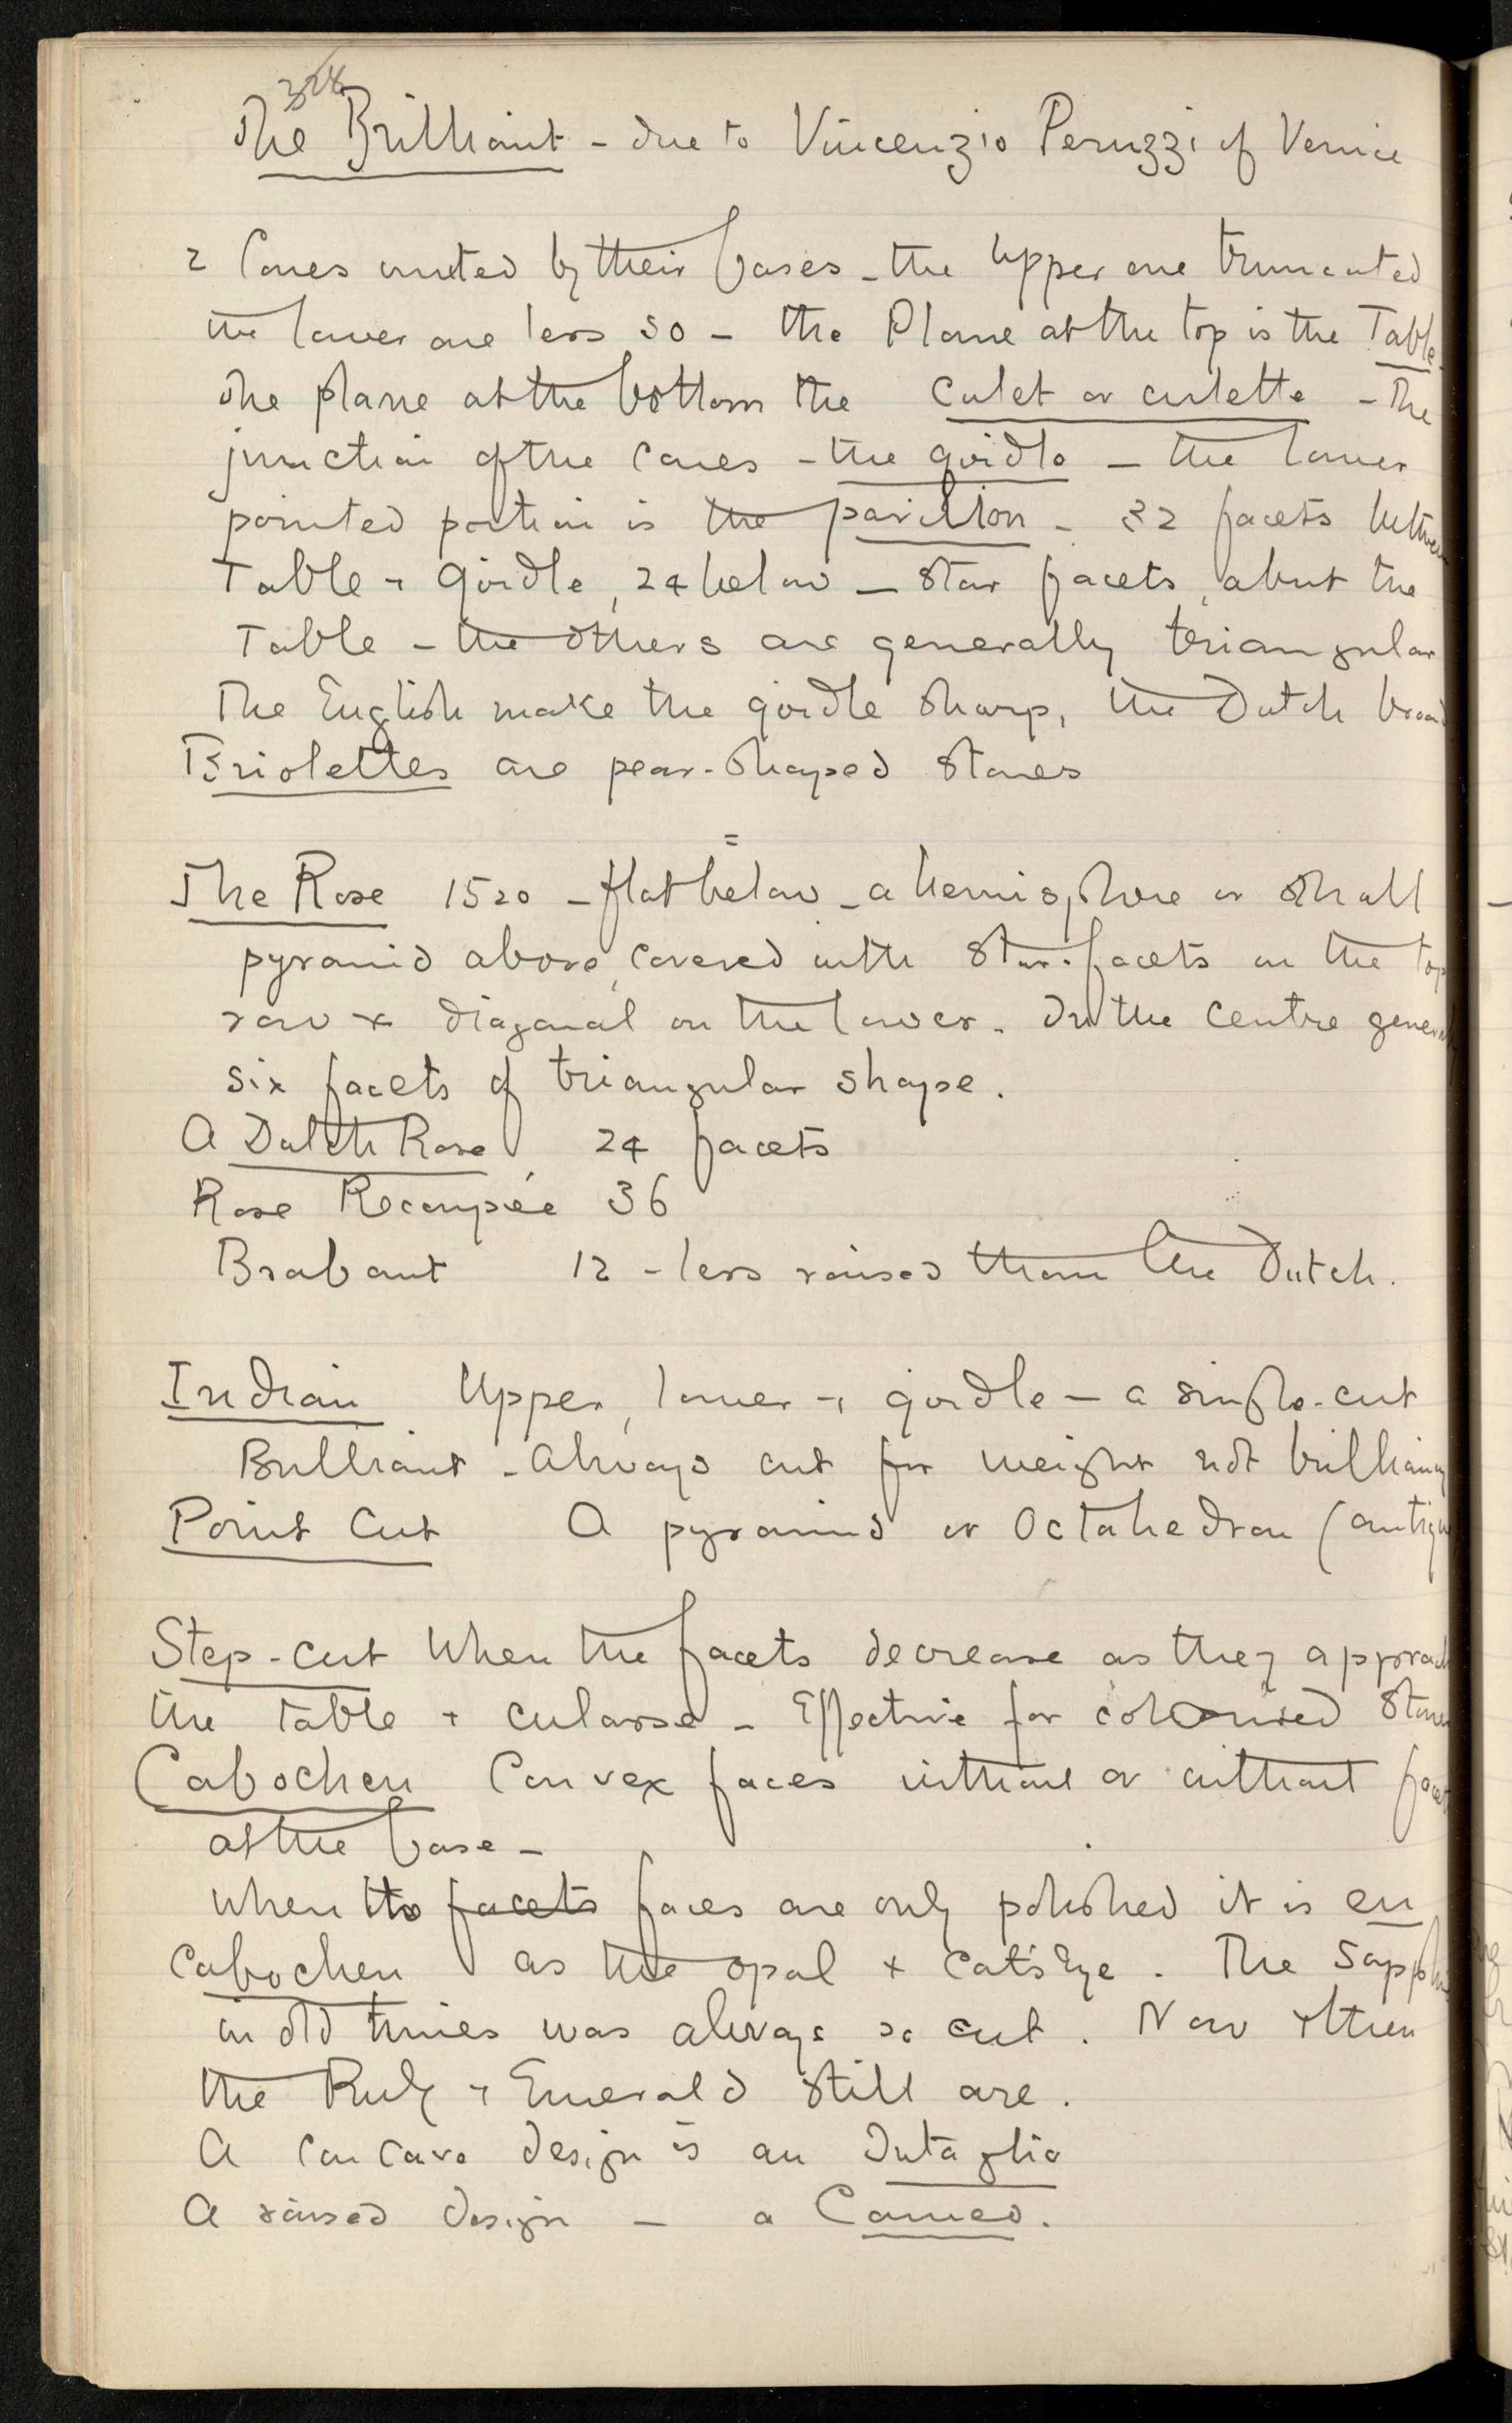 328
The Brilliant - due to Vincenzio Peruzzi of Venice
2 Cones united by their bases - the upper one truncated
the lower one less so - the Plane at the top is the Table
The plane at the bottom the Culet or culette - The
junction of the cones - the girdle - the lower
pointed portion is the pavilion - 32 facets between
Table + Girdle, 24 below - Star facets, abut the
Table - the others are generally triangular
The English make the girdle sharp, the Dutch broad
Briolettes are pear-shaped stones
The Rose 1520 - flat below - a hemisphere or small
pyramid above, covered with star-facets on the top
row + diagonal on the lower. In the centre general
six facets of triangular shape.
A Dutch Rose 24 facets
Rose Recoupée 36
Brabant 12 - less raised than the Dutch.
Indian Upper, lower + girdle - a single-cut
Brilliant - always cut for weight not brilliancy
Point Cut A pyramid or Octahedron (antique
Step-cut When the facets decrease as they approach
the Table + culasse - Effective for coloured Stones
Cabochon Convex faces with or without facets
at the base -
when the facets faces are only polished it is en
Cabochon as the opal + Cat's Eye. The Sapphire
in old times was always so cut. Now + then
the Ruby + Emerald still are.
A Concave design is an Intaglio
A raised design - a Cameo.